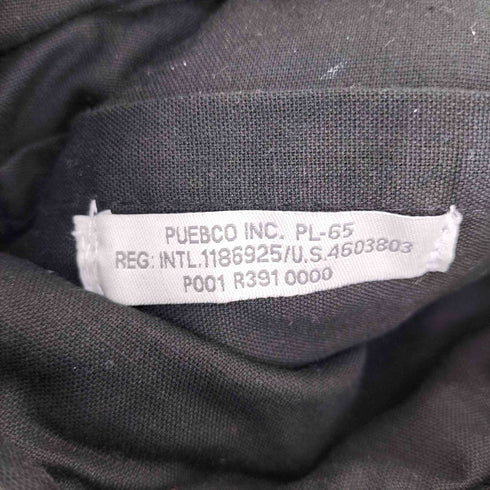 PUEBCO INC. PL-65
REG: INTL.1186925/U.S.4603803
P001 R391 0000